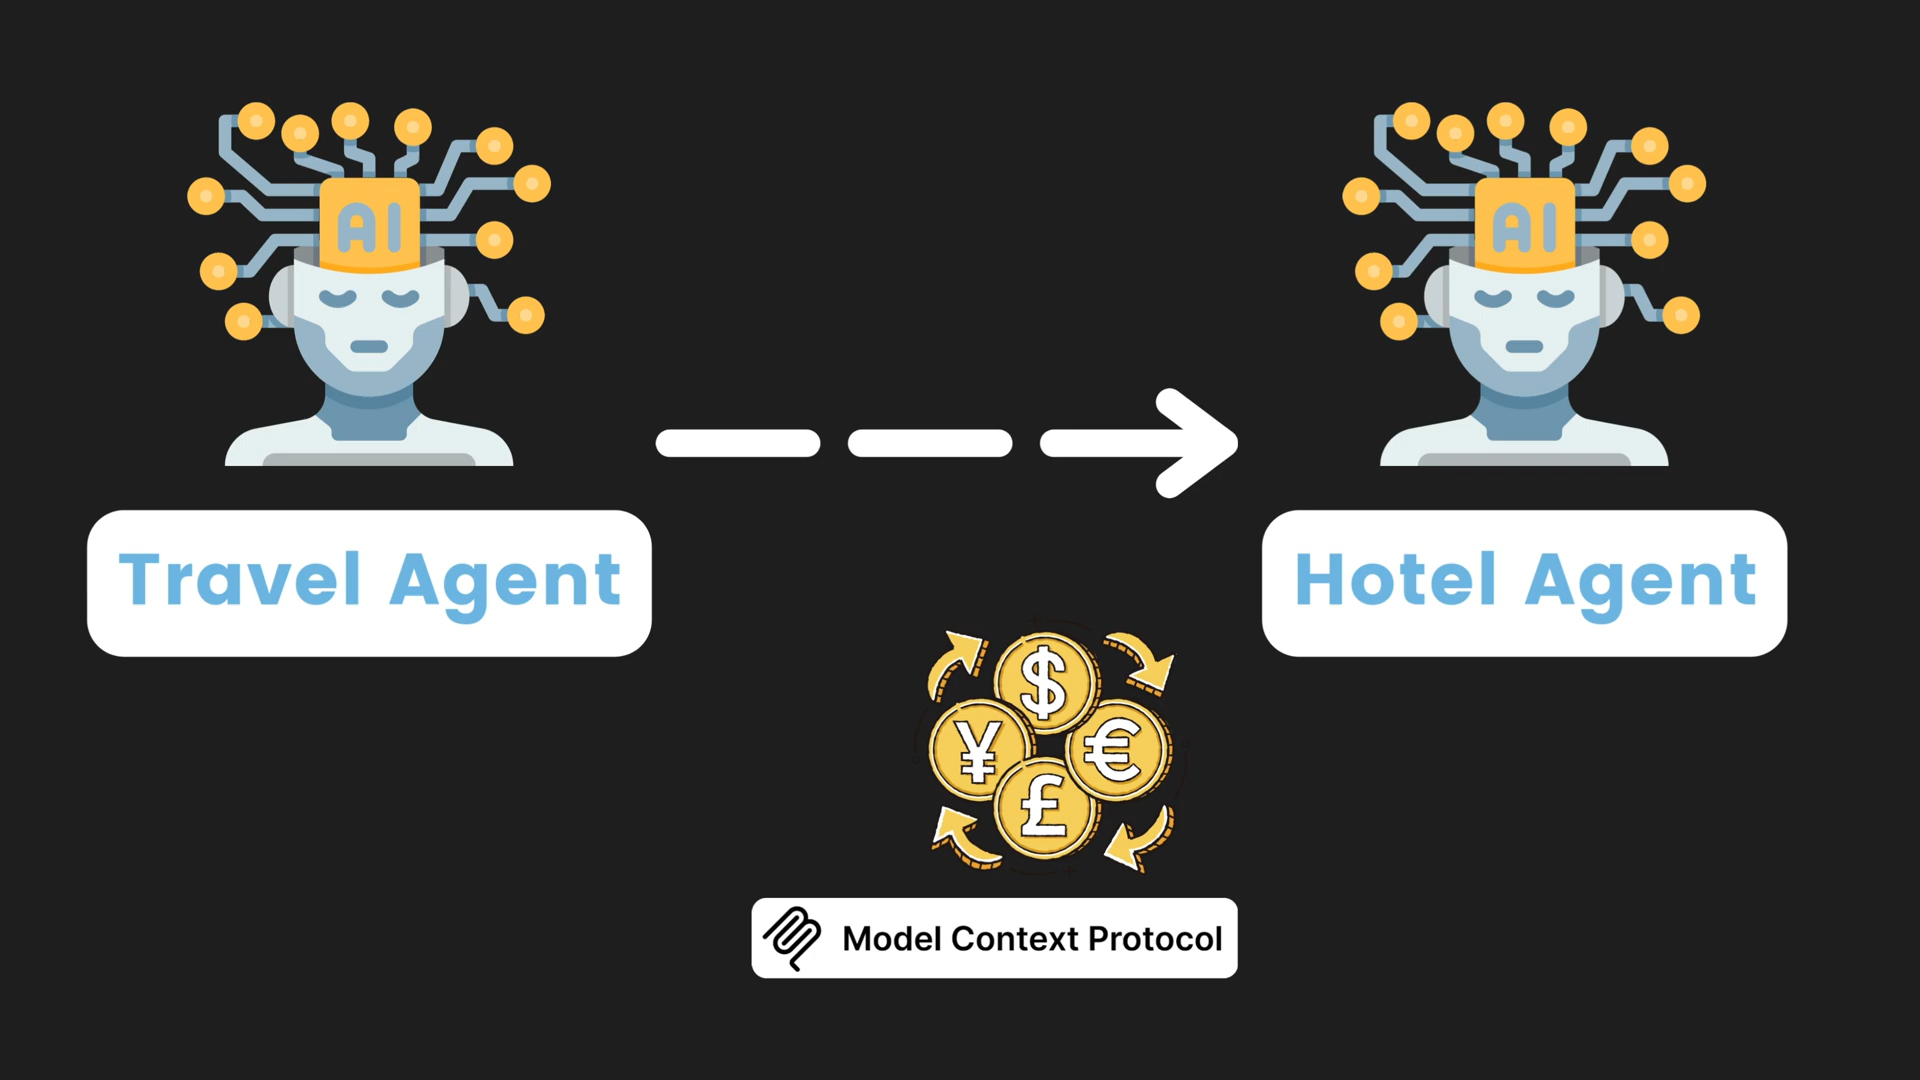 AI
AI
Travel Agent
Hotel Agent
$
¥
€
£
Model Context Protocol